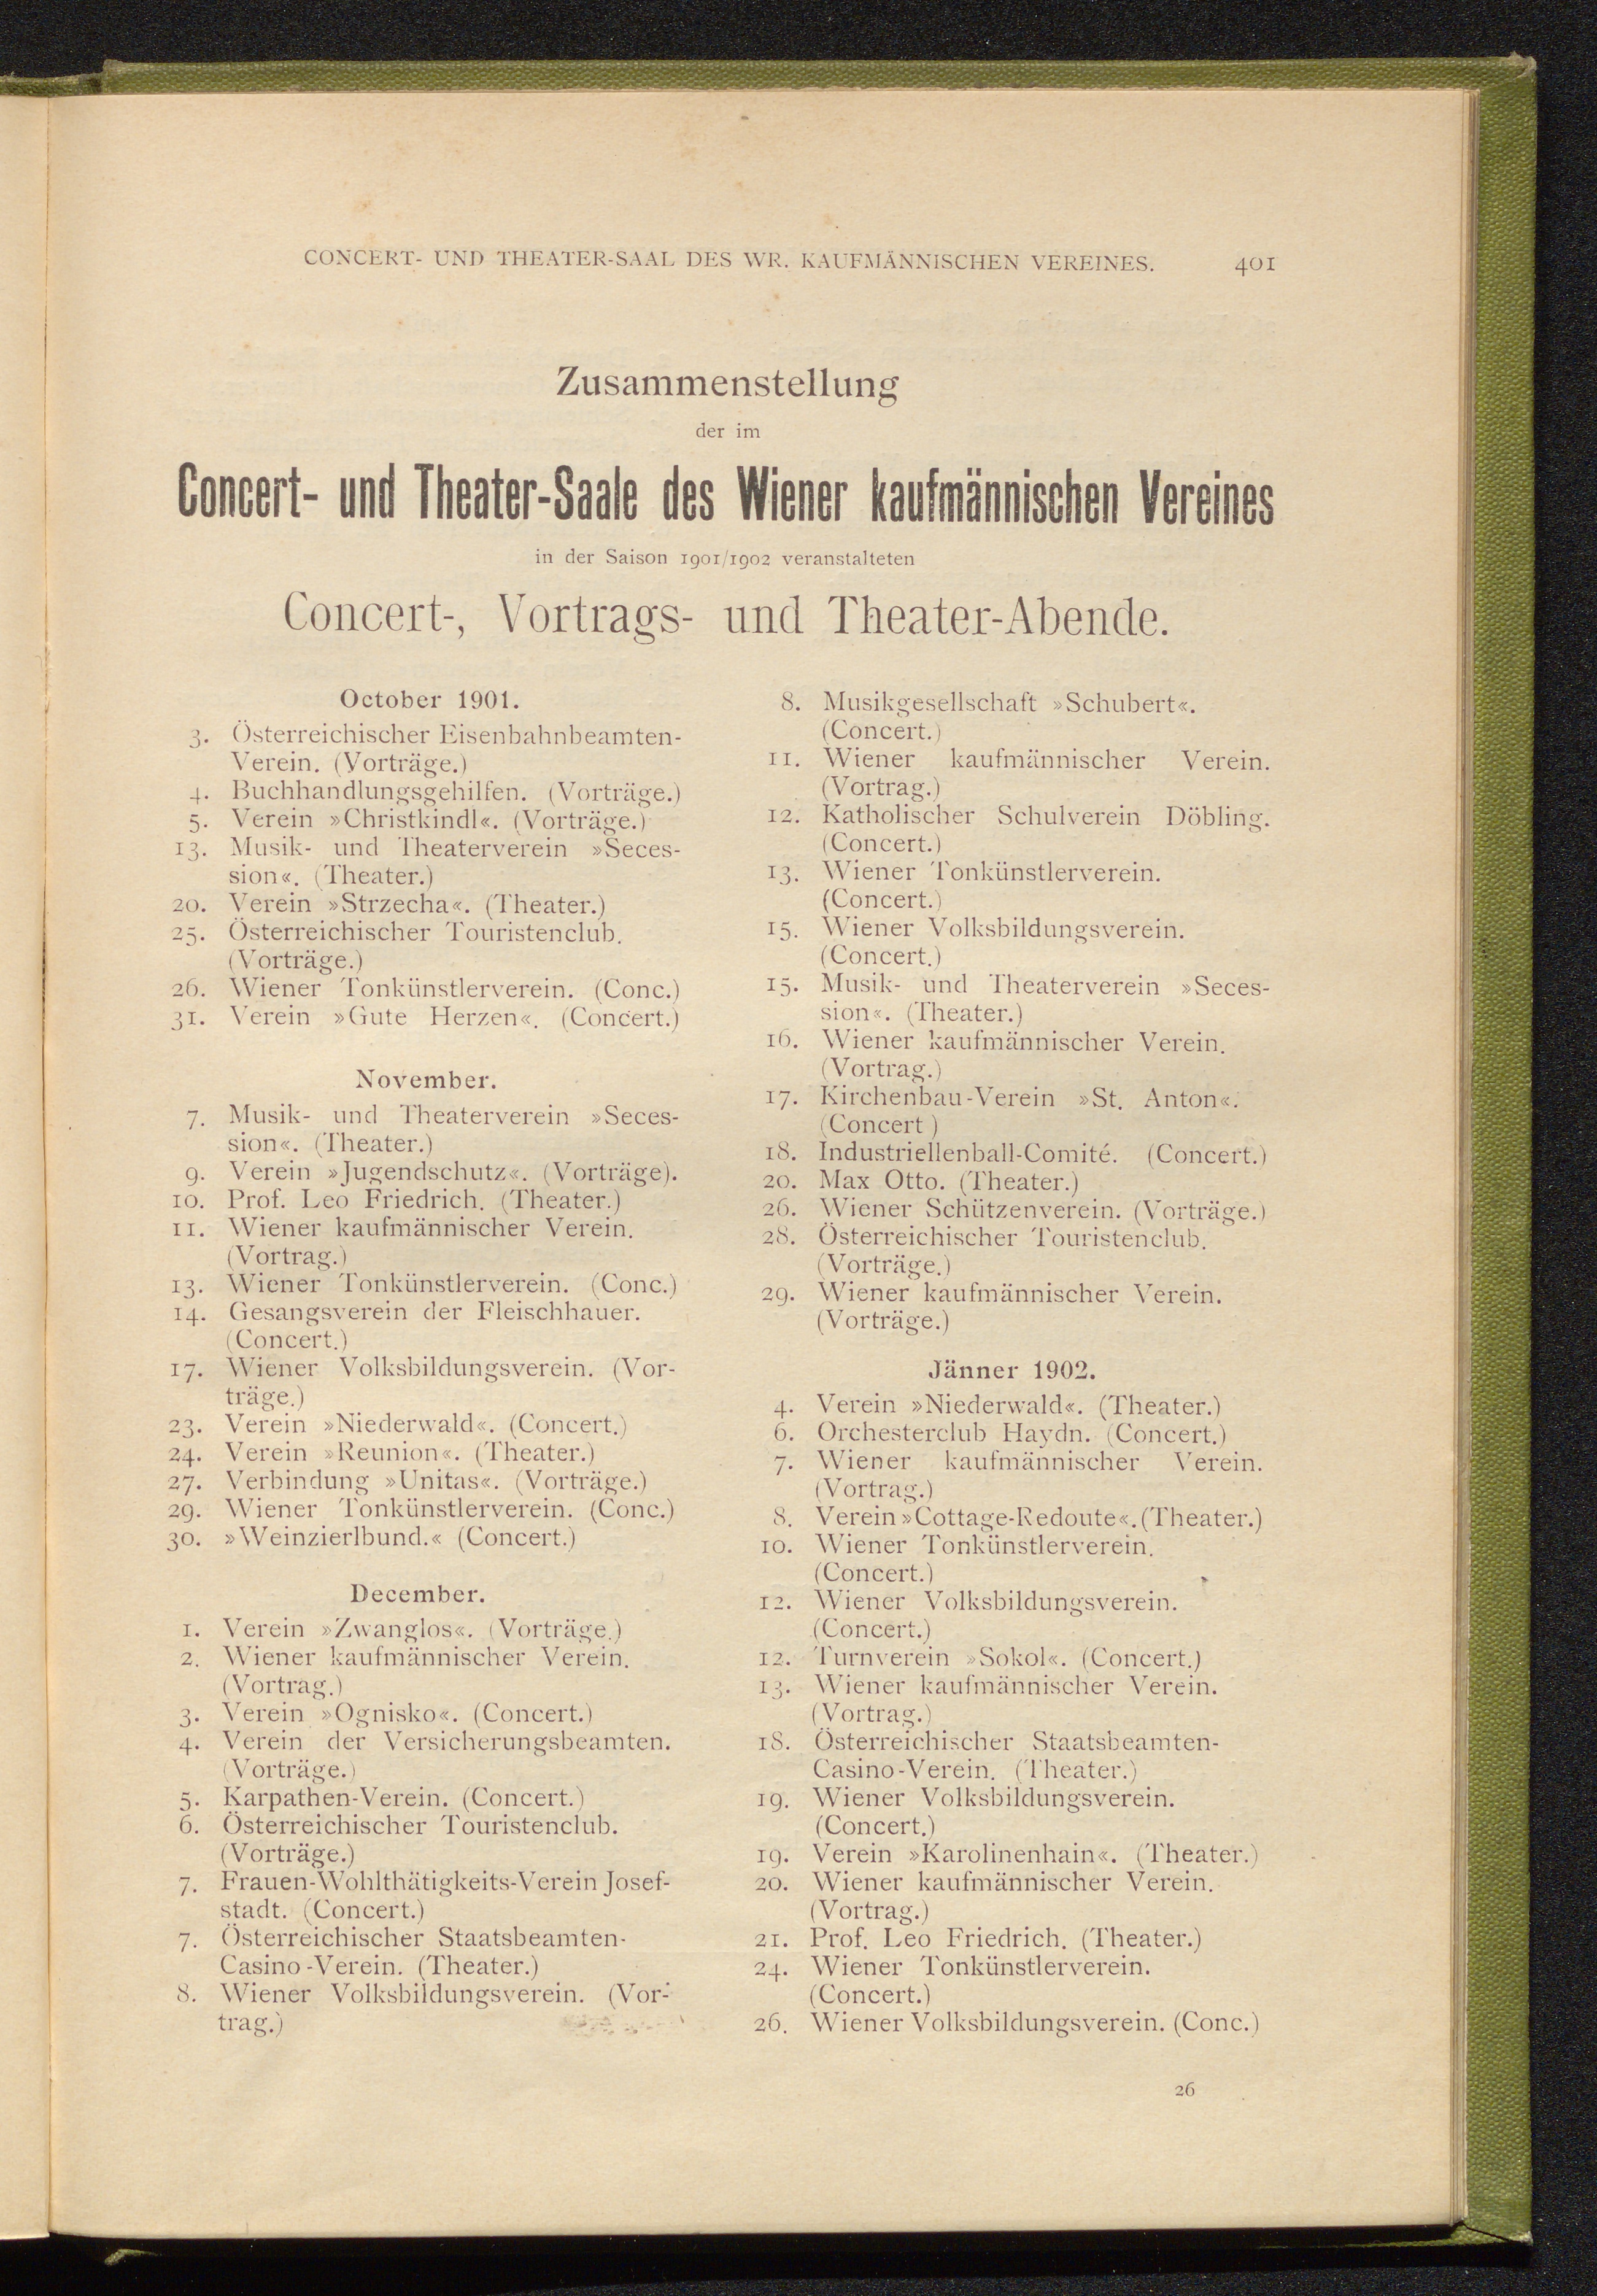 CONCERT- UND THEATER-SAAL DES WR. KAUFMÄNNISCHEN VEREINES. 401
Zusammenstellung
der im
Concert- und Theater-Saale des Wiener kaufmännischen Vereines
in der Saison 1901/1902 veranstalteten
Concert-, Vortrags- und Theater-Abende.
October 1901.
3. Österreichischer Eisenbahnbeamten-
Verein. (Vorträge.)
4. Buchhandlungsgehilfen. (Vorträge.)
5. Verein »Christkindl«. (Vorträge.)
13. Musik- und Theaterverein »Seces-
sion«. (Theater.)
20. Verein »Strzecha«. (Theater.)
25. Österreichischer Touristenclub.
(Vorträge.)
26. Wiener Tonkünstlerverein. (Conc.)
31. Verein »Gute Herzen«. (Concert.)
November.
7. Musik- und Theaterverein »Seces-
sion«. (Theater.)
9. Verein »Jugendschutz«. (Vorträge).
10. Prof. Leo Friedrich. (Theater.)
11. Wiener kaufmännischer Verein.
(Vortrag.)
13. Wiener Tonkünstlerverein. (Conc.)
14. Gesangsverein der Fleischhauer.
(Concert.)
17. Wiener Volksbildungsverein. (Vor-
träge.)
23. Verein »Niederwald«. (Concert.)
24. Verein »Reunion«. (Theater.)
27. Verbindung »Unitas«. (Vorträge.)
29. Wiener Tonkünstlerverein. (Conc.)
30. »Weinzierlbund.« (Concert.)
December.
1. Verein »Zwanglos«. (Vorträge.)
2. Wiener kaufmännischer Verein.
(Vortrag.)
3. Verein »Ognisko«. (Concert.)
4. Verein der Versicherungsbeamten.
(Vorträge.)
5. Karpathen-Verein. (Concert.)
6. Österreichischer Touristenclub.
(Vorträge.)
7. Frauen-Wohlthätigkeits-Verein Josef-
stadt. (Concert.)
7. Österreichischer Staatsbeamten-
Casino-Verein. (Theater.)
8. Wiener Volksbildungsverein. (Vor-
trag.)
8. Musikgesellschaft »Schubert«.
(Concert.)
11. Wiener kaufmännischer Verein.
(Vortrag.)
12. Katholischer Schulverein Döbling.
(Concert.)
13. Wiener Tonkünstlerverein.
(Concert.)
15. Wiener Volksbildungsverein.
(Concert.)
15. Musik- und Theaterverein »Seces-
sion«. (Theater.)
16. Wiener kaufmännischer Verein.
(Vortrag.)
17. Kirchenbau-Verein »St. Anton«.
(Concert )
18. Industriellenball-Comité. (Concert.)
20. Max Otto. (Theater.)
26. Wiener Schützenverein. (Vorträge.)
28. Österreichischer Touristenclub.
(Vorträge.)
29. Wiener kaufmännischer Verein.
(Vorträge.)
Jänner 1902.
4. Verein »Niederwald«. (Theater.)
6. Orchesterclub Haydn. (Concert.)
7. Wiener kaufmännischer Verein.
(Vortrag.)
8. Verein »Cottage-Redoute«. (Theater.)
10. Wiener Tonkünstlerverein.
(Concert.)
12. Wiener Volksbildungsverein.
(Concert.)
12. Turnverein »Sokol«. (Concert.)
13. Wiener kaufmännischer Verein.
(Vortrag.)
18. Österreichischer Staatsbeamten-
Casino-Verein. (Theater.)
19. Wiener Volksbildungsverein.
(Concert.)
19. Verein »Karolinenhain«. (Theater.)
20. Wiener kaufmännischer Verein.
(Vortrag.)
21. Prof. Leo Friedrich. (Theater.)
24. Wiener Tonkünstlerverein.
(Concert.)
26. Wiener Volksbildungsverein. (Conc.)
26